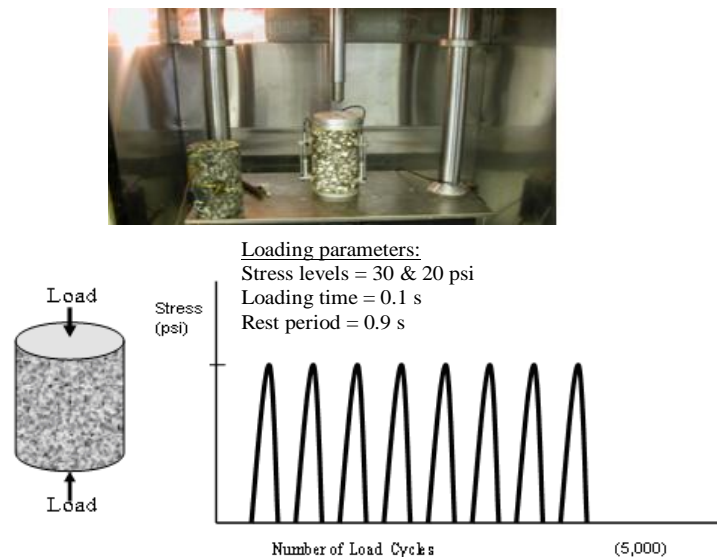 Loading parameters:
Stress levels = 30 & 20 psi
Loading time = 0.1 s
Rest period = 0.9 s
Load
Stress
(psi)
Load
Number of Load Cycles
(5,000)